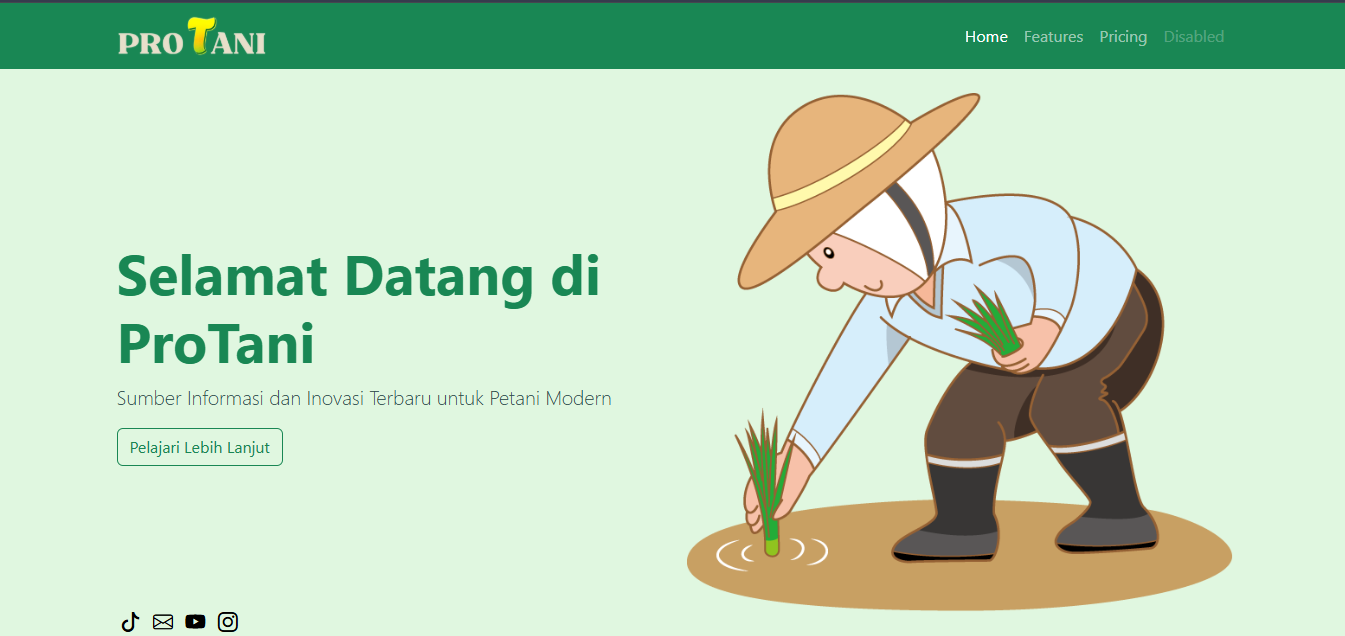 PROTANI
Home Features Pricing Disabled
Selamat Datang di
ProTani
Sumber Informasi dan Inovasi Terbaru untuk Petani Modern
Pelajari Lebih Lanjut